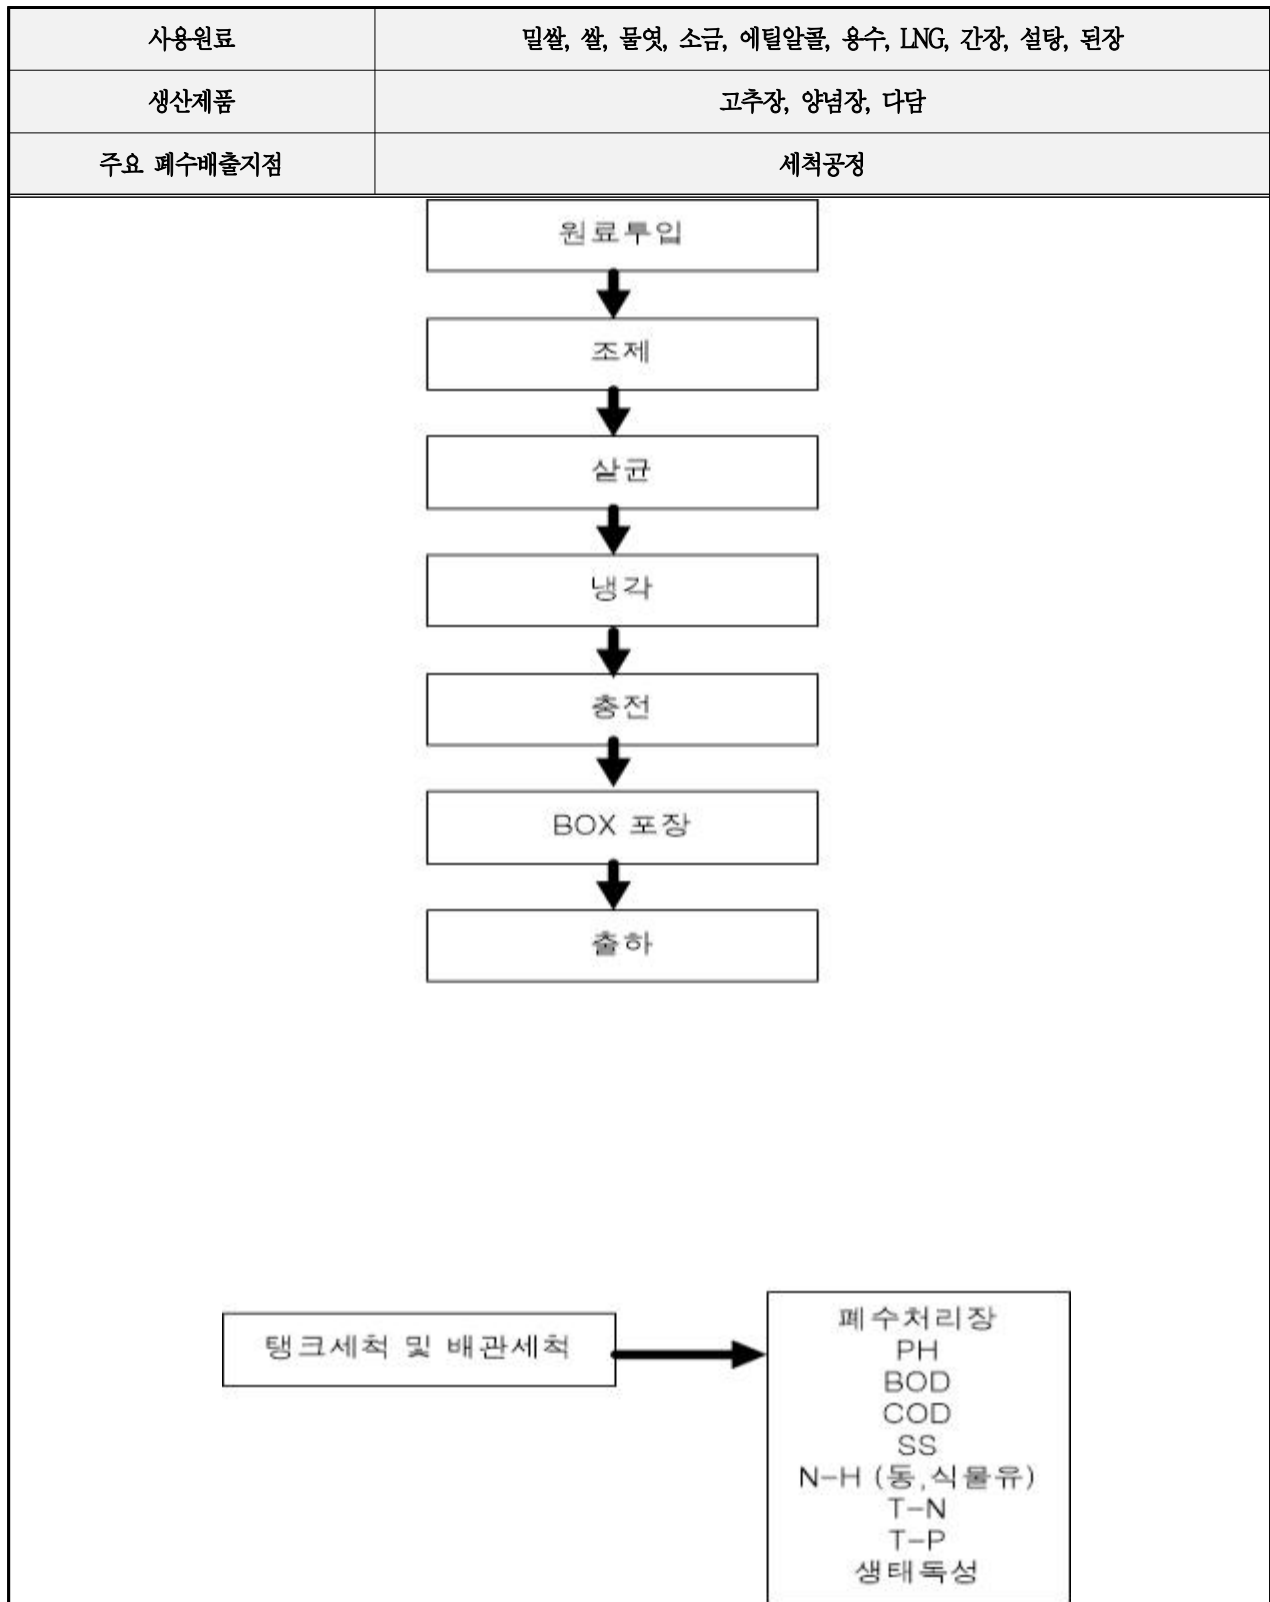 사용원료
밀쌀, 쌀, 물엿, 소금, 에틸알콜, 용수, LNG, 간장, 설탕, 된장
생산제품
고추장, 양념장, 다담
주요 폐수배출지점
세척공정
원료투입
조제
살균
냉각
충전
BOX 포장
출하
탱크세척 및 배관세척
폐수처리장
PH
BOD
COD
SS
N-H (동,식물유)
T-N
T-P
생태독성